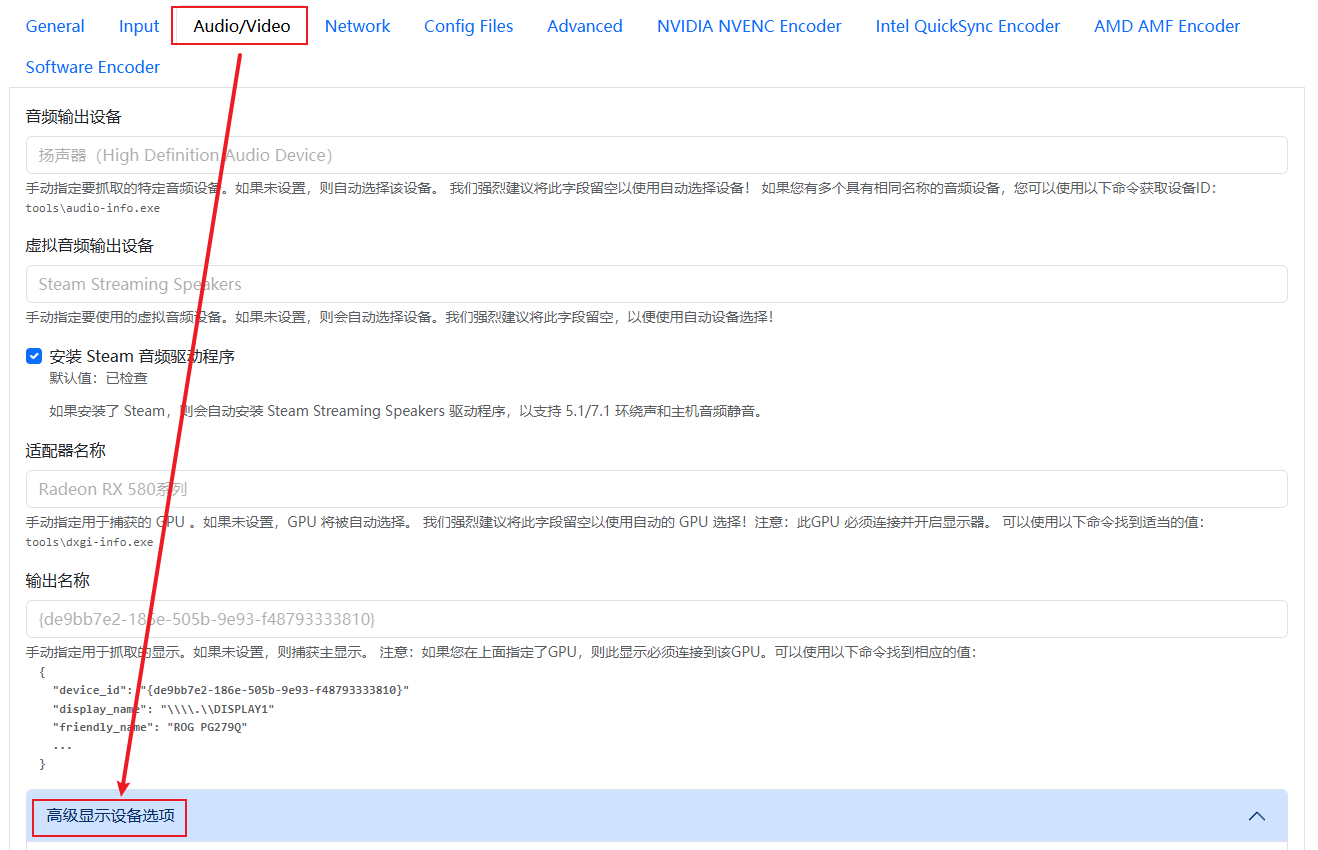 General Input Audio/Video Network Config Files Advanced NVIDIA NVENC Encoder Intel QuickSync Encoder AMD AMF Encoder
Software Encoder
音频输出设备
扬声器（High Definition Audio Device）
手动指定要抓取的特定音频设备。如果未设置，则自动选择该设备。 我们强烈建议将此字段留空以使用自动选择设备！ 如果您有多个具有相同名称的音频设备，您可以使用以下命令获取设备ID：
tools\audio-info.exe
虚拟音频输出设备
Steam Streaming Speakers
手动指定要使用的虚拟音频设备。如果未设置，则会自动选择设备。我们强烈建议将此字段留空，以便使用自动设备选择！
安装 Steam 音频驱动程序
默认值：已检查
如果安装了 Steam，则会自动安装 Steam Streaming Speakers 驱动程序，以支持 5.1/7.1 环绕声和主机音频静音。
适配器名称
Radeon RX 580系列
手动指定用于捕获的 GPU 。如果未设置，GPU 将被自动选择。 我们强烈建议将此字段留空以使用自动的 GPU 选择！注意：此GPU 必须连接并开启显示器。 可以使用以下命令找到适当的值：
tools\dxgi-info.exe
输出名称
{de9bb7e2-186e-505b-9e93-f48793333810}
手动指定用于抓取的显示。如果未设置，则捕获主显示。 注意：如果您在上面指定了GPU，则此显示必须连接到该GPU。可以使用以下命令找到相应的值：
{
"device_id": "{de9bb7e2-186e-505b-9e93-f48793333810}"
"display_name": "\\\\.\\DISPLAY1"
"friendly_name": "ROG PG279Q"
...
}
高级显示设备选项